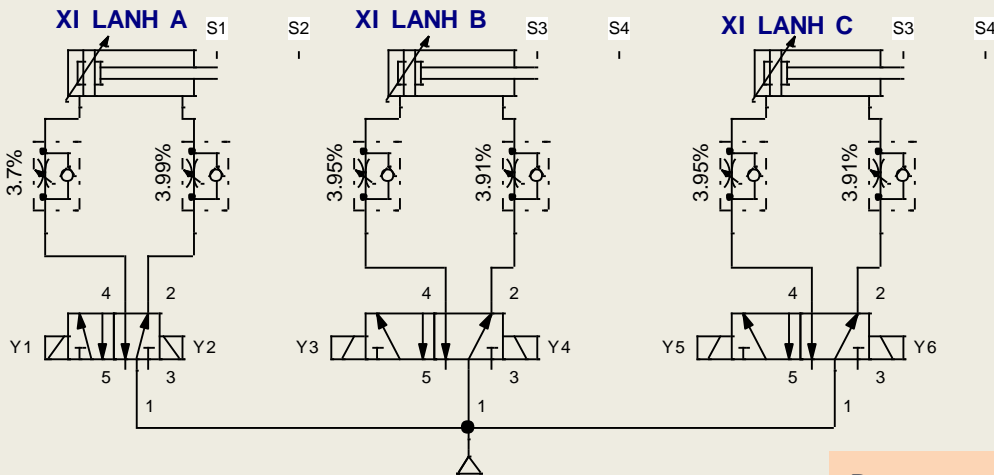 XI LANH A S1 S2 XI LANH B S3 S4 XI LANH C S3 S4
3.7% 3.99% 3.95% 3.91% 3.95% 3.91%
4 2 4 2 4 2
Y1 Y2 Y3 Y4 Y5 Y6
5 3 5 3 5 3
1 1 1